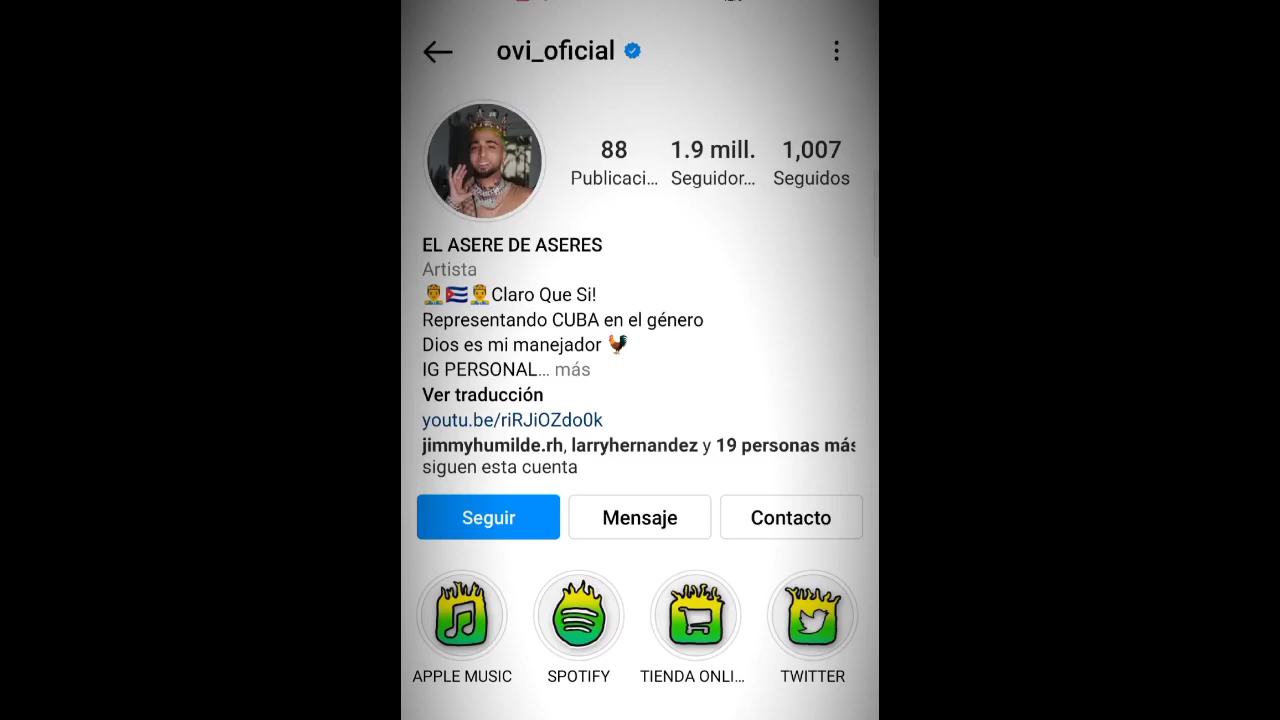 ovi_oficial
88 1.9 mill. 1,007
Publicaci... Seguidor... Seguidos
EL ASERE DE ASERES
Artista
Claro Que Si!
Representando CUBA en el género
Dios es mi manejador
IG PERSONAL... más
Ver traducción
youtu.be/riRJiOZdo0k
jimmyhumilde.rh, larryhernandez y 19 personas más
siguen esta cuenta
Seguir Mensaje Contacto
APPLE MUSIC SPOTIFY TIENDA ONLI... TWITTER